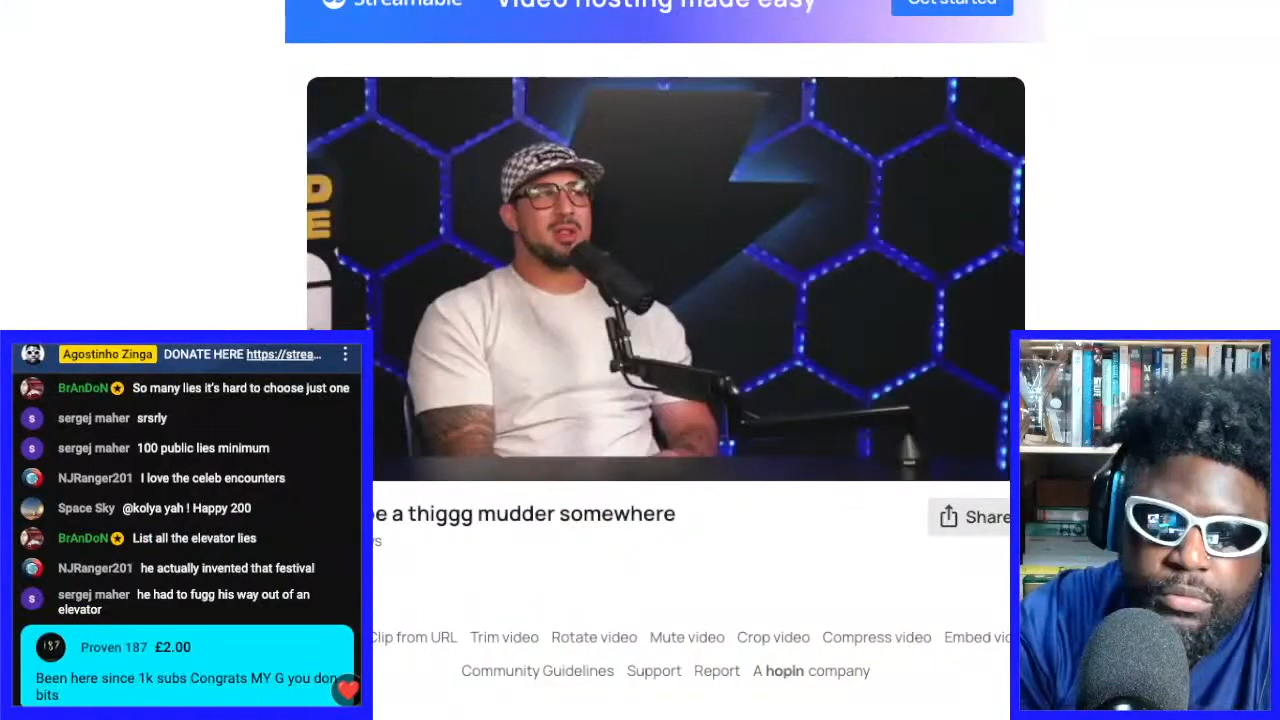 Streamable
Video hosting made easy
Get started
D
E
be a thiggg mudder somewhere
Share
Clip from URL Trim video Rotate video Mute video Crop video Compress video Embed vid
Community Guidelines Support Report A hopin company
Agostinho Zinga DONATE HERE https://strea...
BrAnDoN So many lies it's hard to choose just one
sergej maher srsrly
sergej maher 100 public lies minimum
NJRanger201 I love the celeb encounters
Space Sky @kolya yah ! Happy 200
BrAnDoN List all the elevator lies
NJRanger201 he actually invented that festival
sergej maher he had to fugg his way out of an
elevator
187
Proven 187 £2.00
Been here since 1k subs Congrats MY G you don
bits